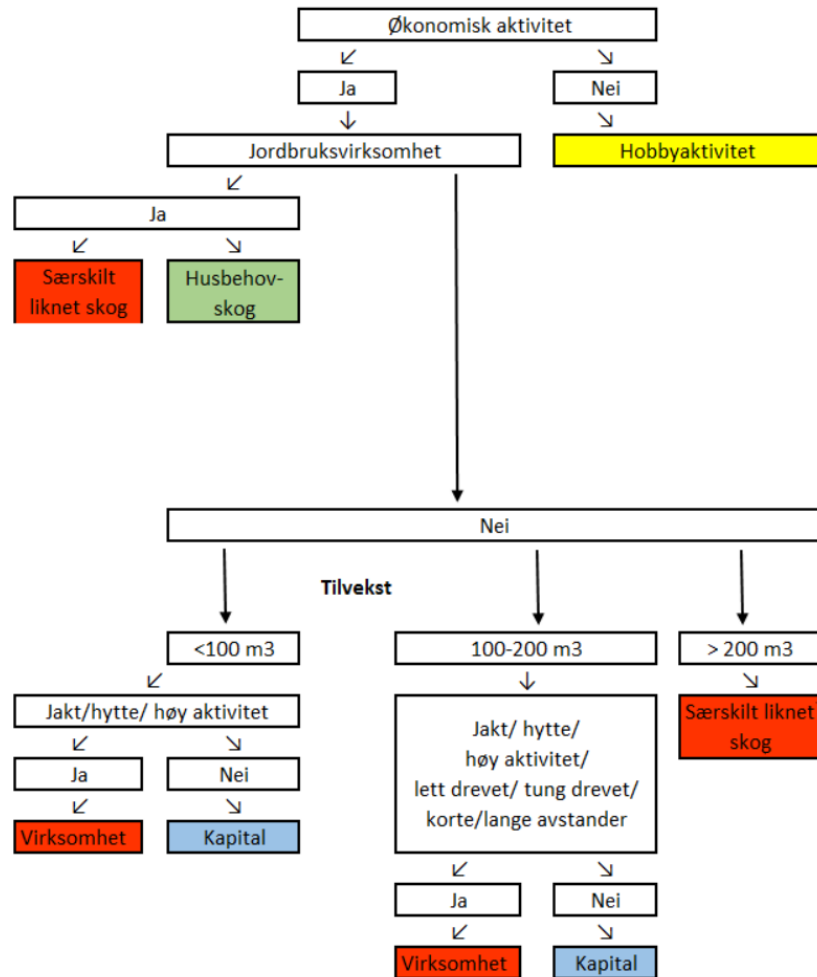 Økonomisk aktivitet
Ja
Nei
Jordbruksvirksomhet
Hobbyaktivitet
Ja
Særskilt
liknet skog
Husbehov-
skog
Nei
Tilvekst
<100 m3
100-200 m3
> 200 m3
Jakt/hytte/ høy aktivitet
Jakt/ hytte/
høy aktivitet/
lett drevet/ tung drevet/
korte/lange avstander
Særskilt liknet
skog
Ja
Nei
Virksomhet
Kapital
Ja
Nei
Virksomhet
Kapital